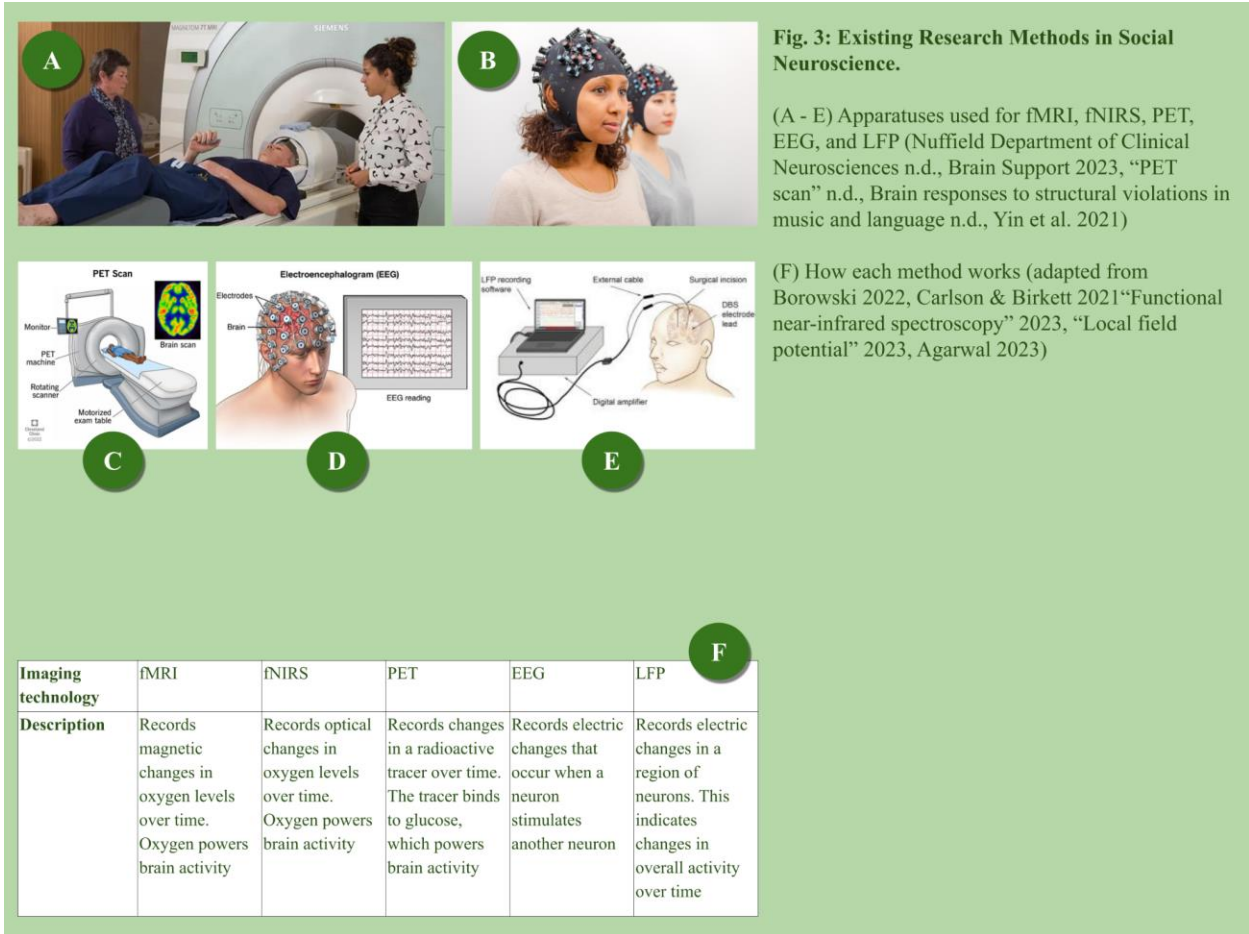 A
MAGNETOM 7T MRI
SIEMENS
B
Fig. 3: Existing Research Methods in Social
Neuroscience.
(A - E) Apparatuses used for fMRI, fNIRS, PET,
EEG, and LFP (Nuffield Department of Clinical
Neurosciences n.d., Brain Support 2023, “PET
scan” n.d., Brain responses to structural violations in
music and language n.d., Yin et al. 2021)
(F) How each method works (adapted from
Borowski 2022, Carlson & Birkett 2021“Functional
near-infrared spectroscopy” 2023, “Local field
potential” 2023, Agarwal 2023)
PET Scan
Monitor
Brain scan
PET
machine
Rotating
scanner
Motorized
exam table
Cleveland
Clinic
©2022
C
Electroencephalogram (EEG)
Electrodes
Brain
EEG reading
D
LFP recording
software
External cable
Surgical incision
DBS
electrode
lead
Digital amplifier
E
F
Imaging
technology
fMRI
fNIRS
PET
EEG
LFP
Description
Records
magnetic
changes in
oxygen levels
over time.
Oxygen powers
brain activity
Records optical
changes in
oxygen levels
over time.
Oxygen powers
brain activity
Records changes
in a radioactive
tracer over time.
The tracer binds
to glucose,
which powers
brain activity
Records electric
changes that
occur when a
neuron
stimulates
another neuron
Records electric
changes in a
region of
neurons. This
indicates
changes in
overall activity
over time